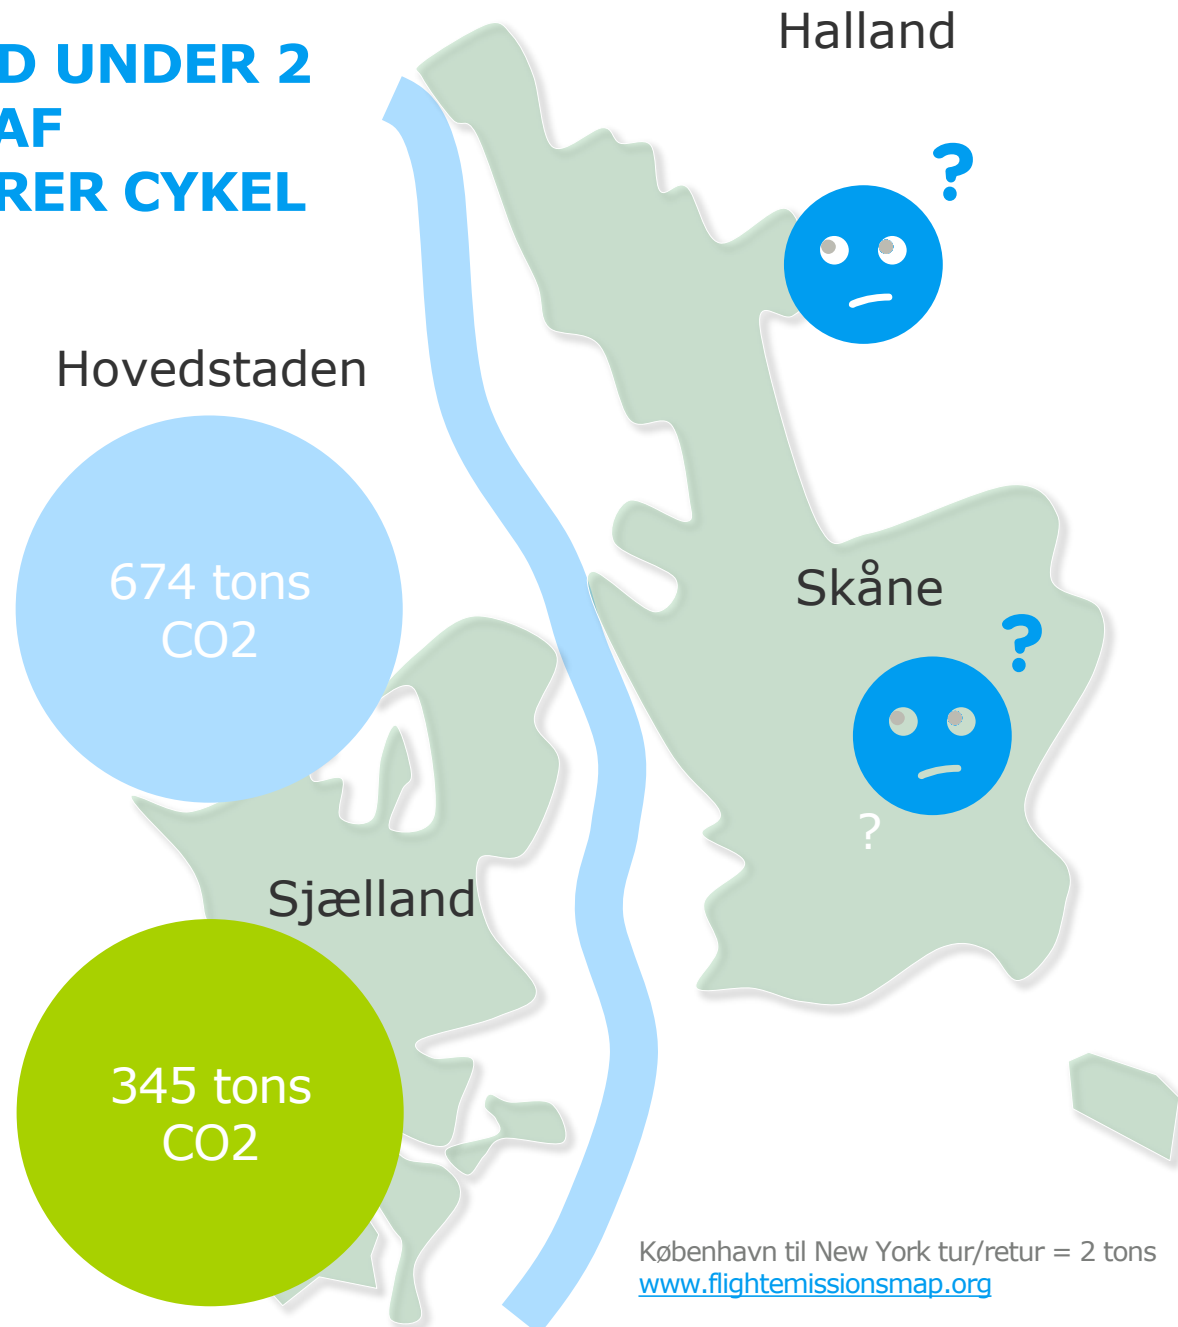 D UNDER 2
AF
RER CYKEL
Halland
?
Hovedstaden
674 tons
CO2
Skåne
?
?
Sjælland
345 tons
CO2
København til New York tur/retur = 2 tons
www.flightemissionsmap.org